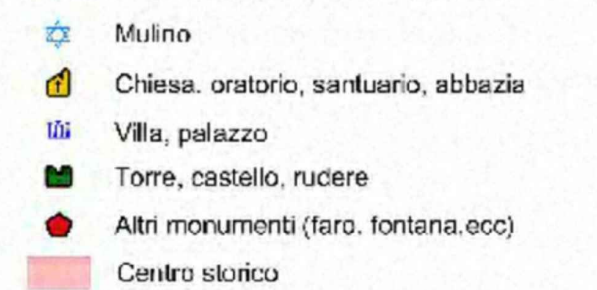 Mulino
Chiesa. oratorio, santuario, abbazia
Villa, palazzo
Torre, castello, rudere
Altri monumenti (faro. fontana.ecc)
Centro storico